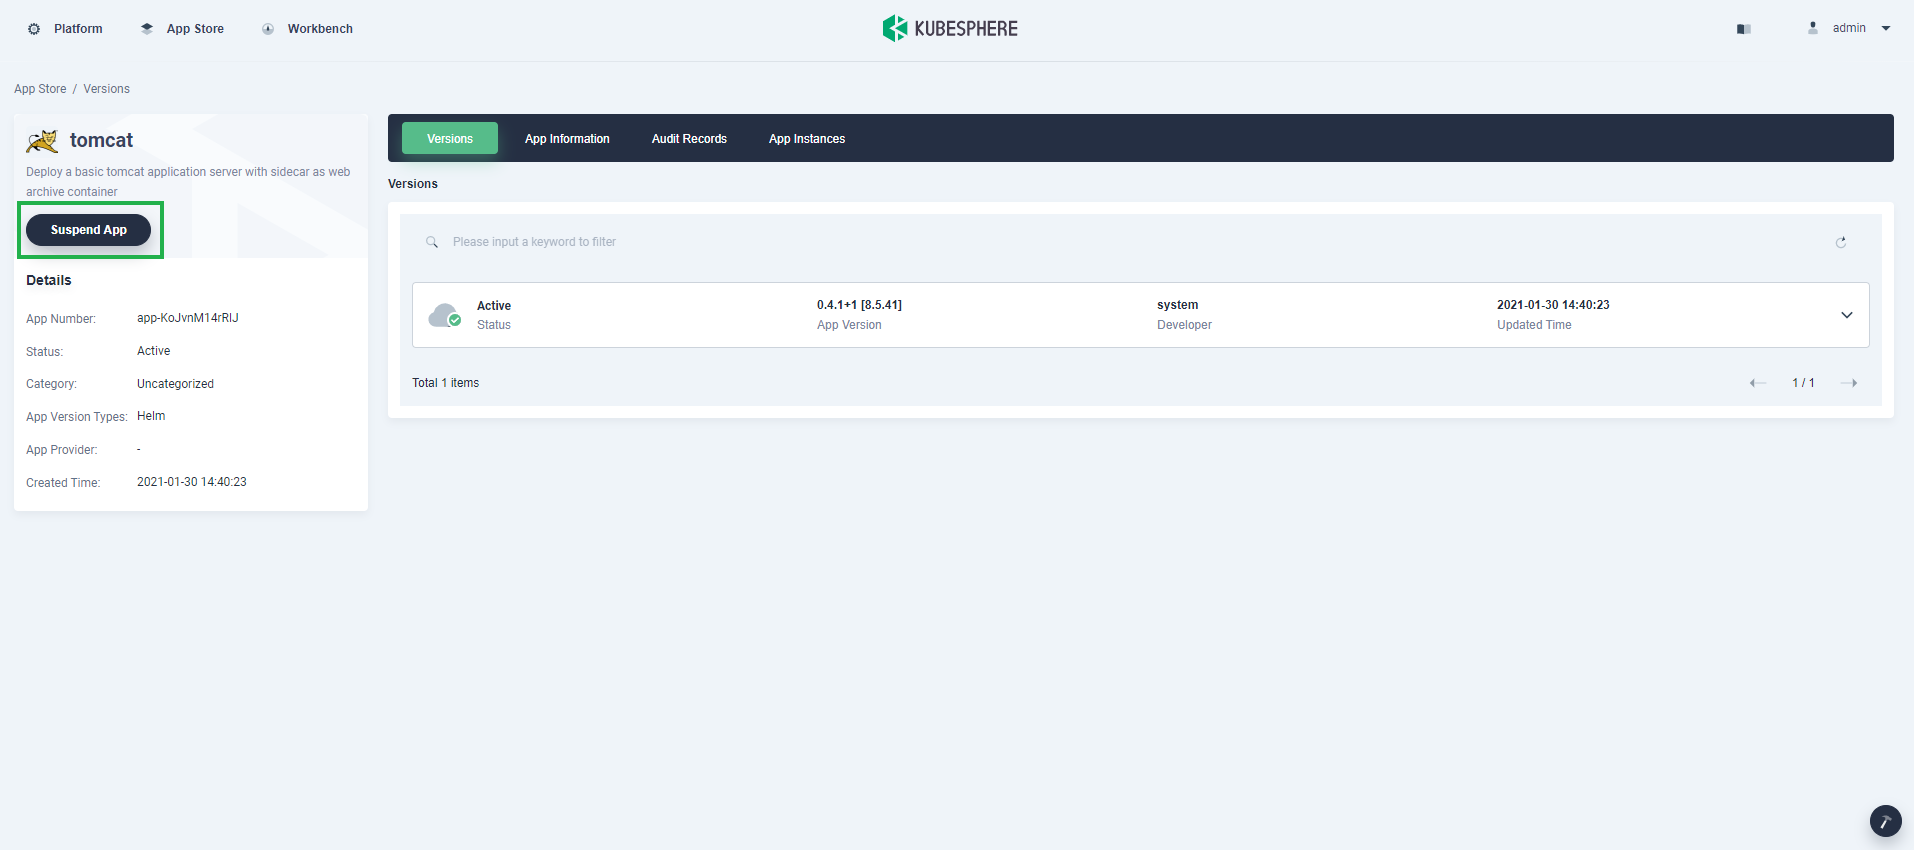 Platform
App Store
Workbench
KUBESPHERE
admin
App Store / Versions
tomcat
Deploy a basic tomcat application server with sidecar as web
archive container
Suspend App
Details
App Number: app-KoJvnM14rRlJ
Status: Active
Category: Uncategorized
App Version Types: Helm
App Provider: -
Created Time: 2021-01-30 14:40:23
Versions
App Information
Audit Records
App Instances
Versions
Please input a keyword to filter
Active
Status
0.4.1+1 [8.5.41]
App Version
system
Developer
2021-01-30 14:40:23
Updated Time
Total 1 items
1 / 1